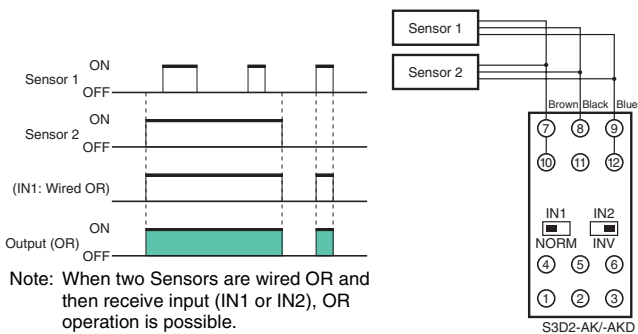 Sensor 1
ON
OFF
Sensor 2
ON
OFF
(IN1: Wired OR)
Output (OR)
ON
OFF
Note: When two Sensors are wired OR and
then receive input (IN1 or IN2), OR
operation is possible.
Sensor 1
Sensor 2
Brown Black Blue
7 8 9
10 11 12
IN1 IN2
NORM INV
4 5 6
1 2 3
S3D2-AK/-AKD